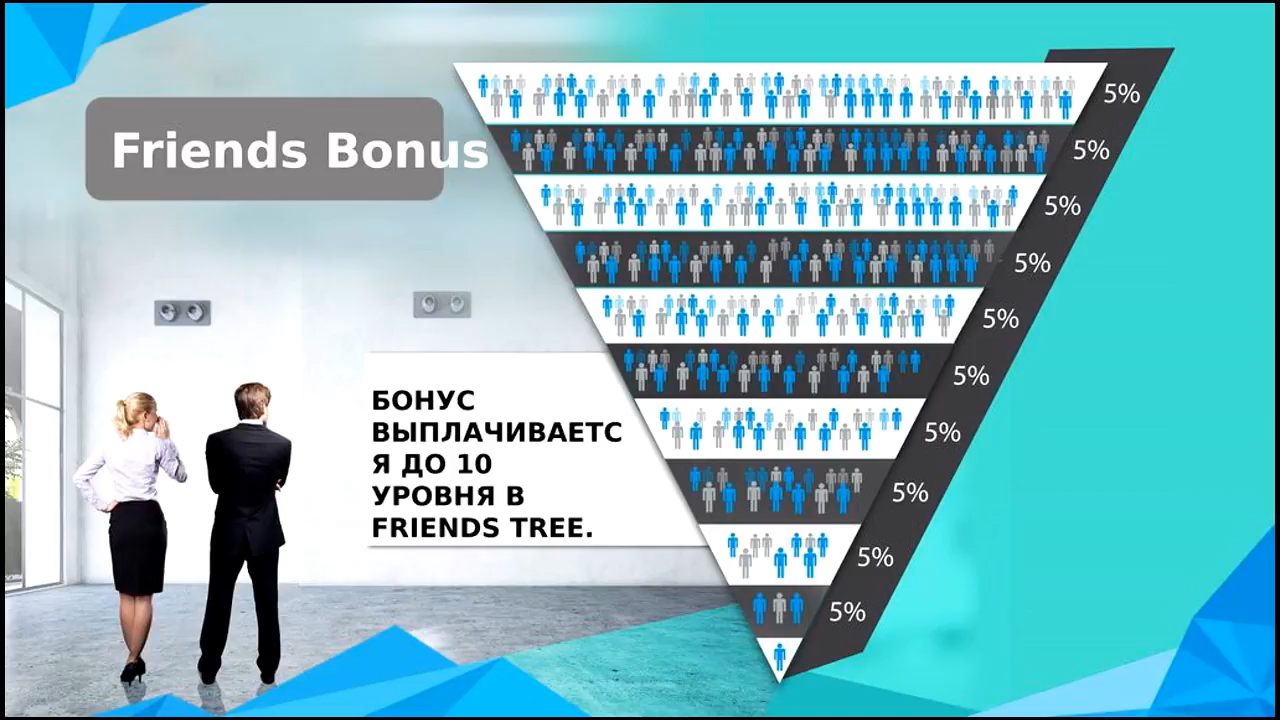 Friends Bonus
БОНУС
ВЫПЛАЧИВАЕТС
Я ДО 10
УРОВНЯ В
FRIENDS TREE.
5%
5%
5%
5%
5%
5%
5%
5%
5%
5%